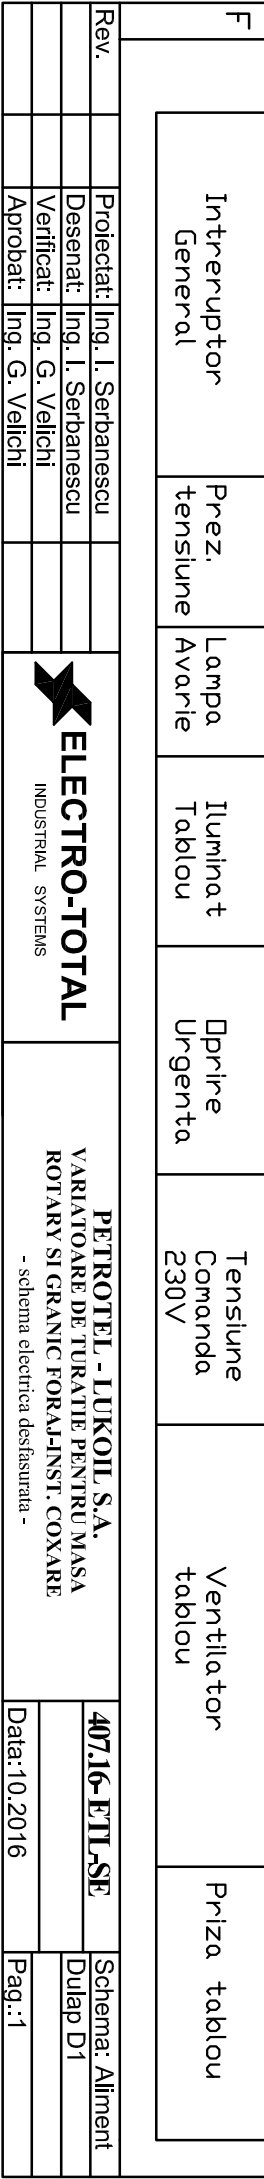 F
Intreruptor
General
Prez.
tensiune
Lampa
Avarie
Iluminat
Tablou
Oprire
Urgenta
Tensiune
Comanda
230V
Ventilator
tablou
Priza tablou
Rev.
Proiectat: Ing. I. Serbanescu
Desenat: Ing. I. Serbanescu
Verificat: Ing. G. Velichi
Aprobat: Ing. G. Velichi
ELECTRO-TOTAL
INDUSTRIAL SYSTEMS
PETROTEL - LUKOIL S.A.
VARIATOARE DE TURATIE PENTRU MASA
ROTARY SI GRANIC FORAJ-INST. COXARE
- schema electrica desfasurata -
407.16- ETL-SE
Data:10.2016
Schema: Aliment
Dulap D1
Pag.:1